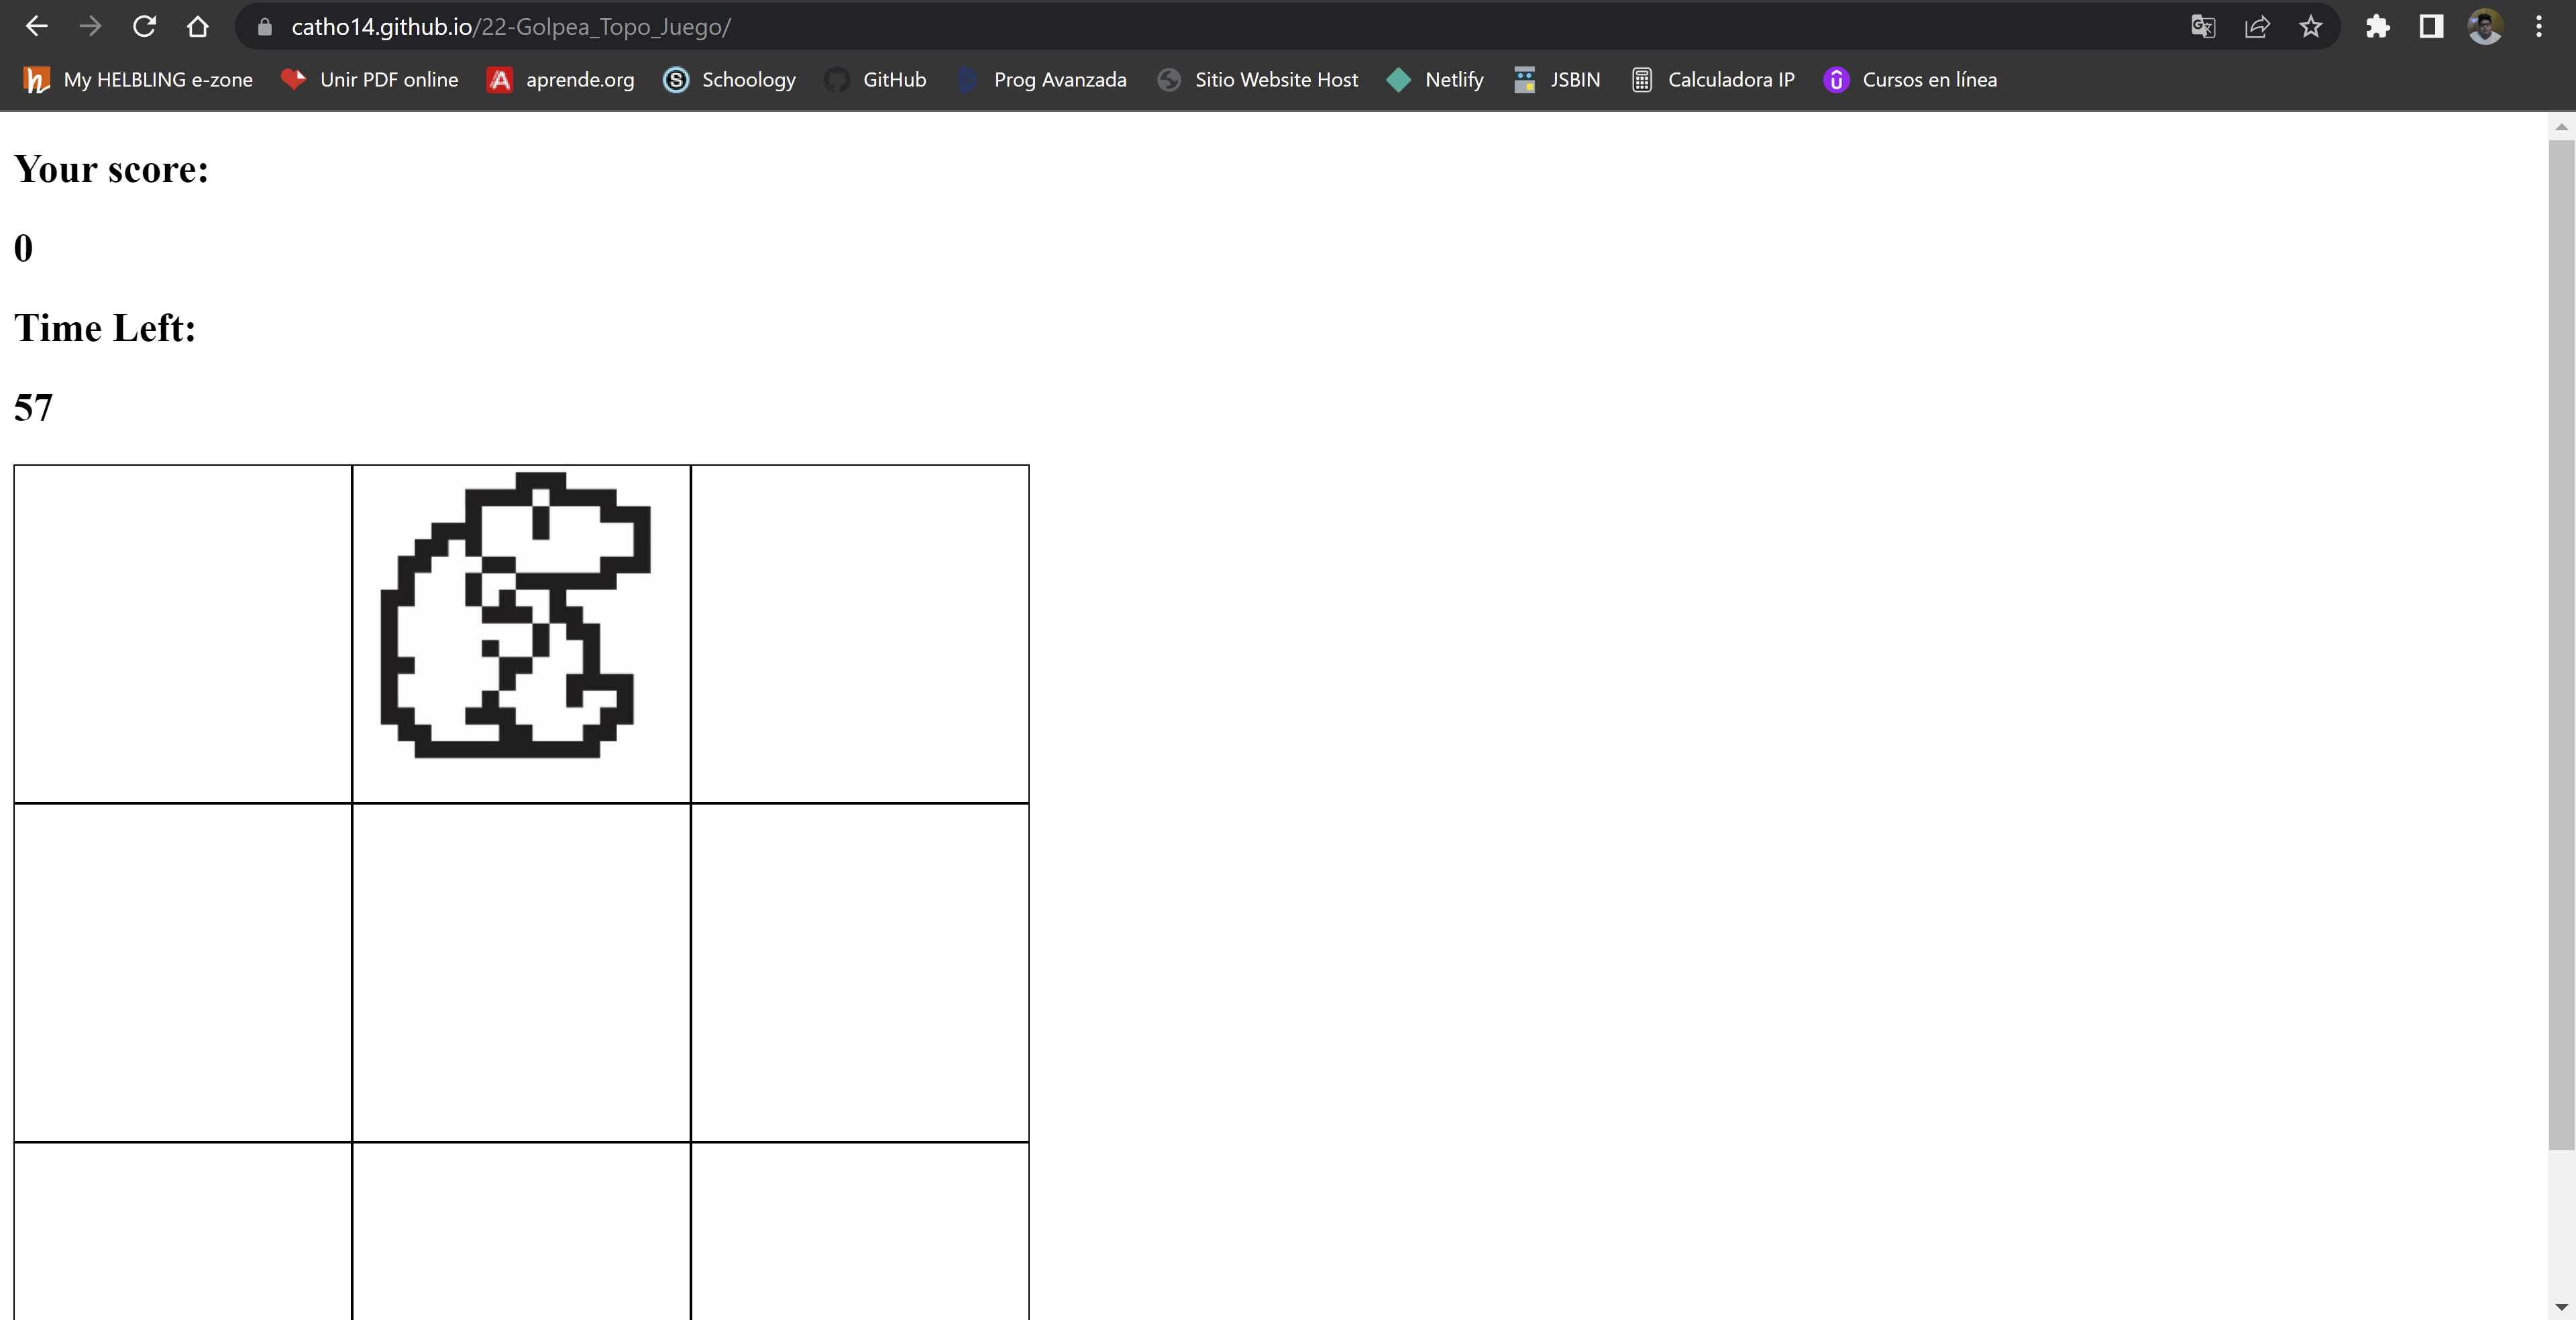 catho14.github.io/22-Golpea_Topo_Juego/
My HELBLING e-zone Unir PDF online aprende.org Schoology GitHub Prog Avanzada Sitio Website Host Netlify JSBIN Calculadora IP Cursos en línea
Your score:
0
Time Left:
57